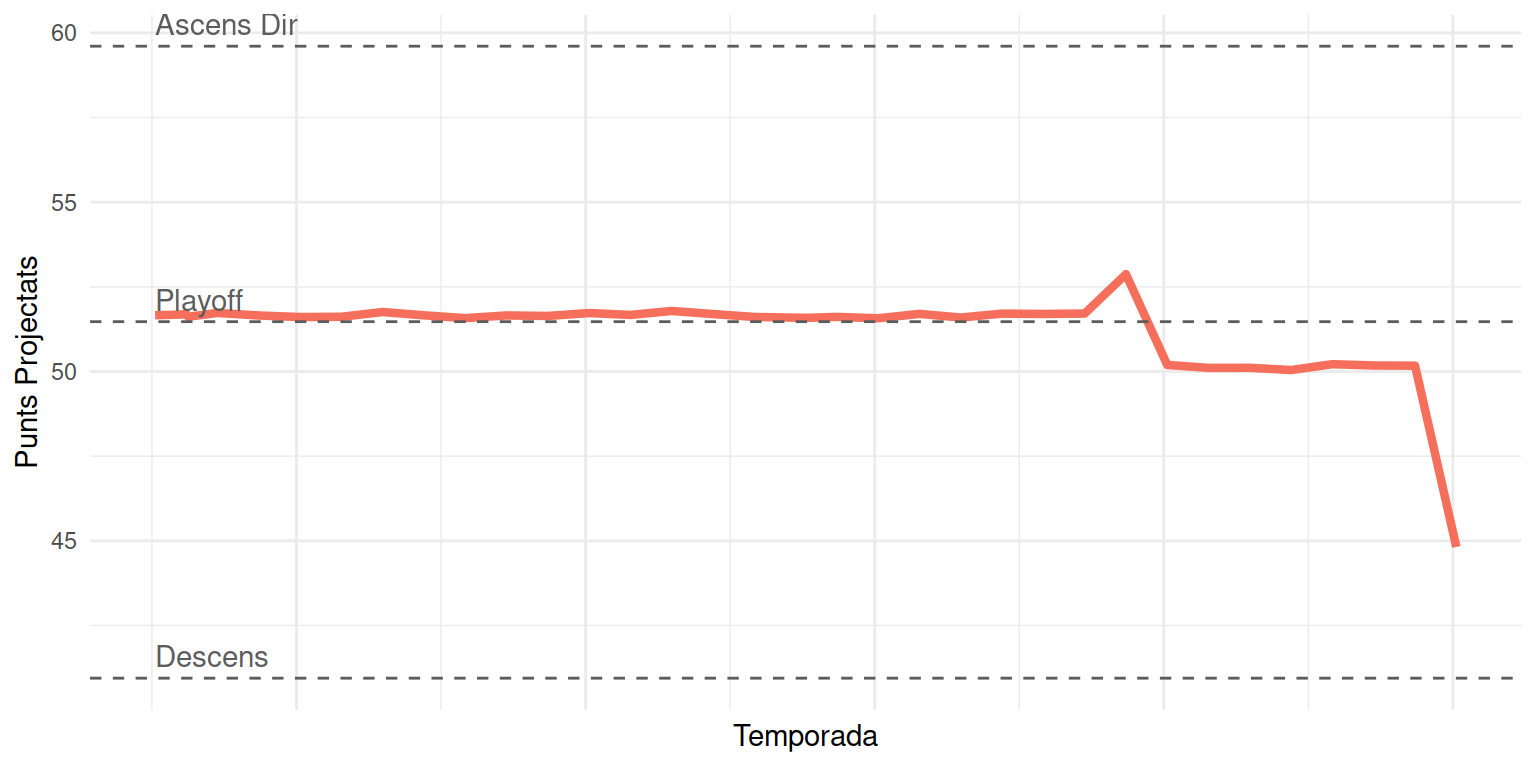 Ascens Dir
60
55
Playoff
50
45
Descens
Punts Projectats
Temporada